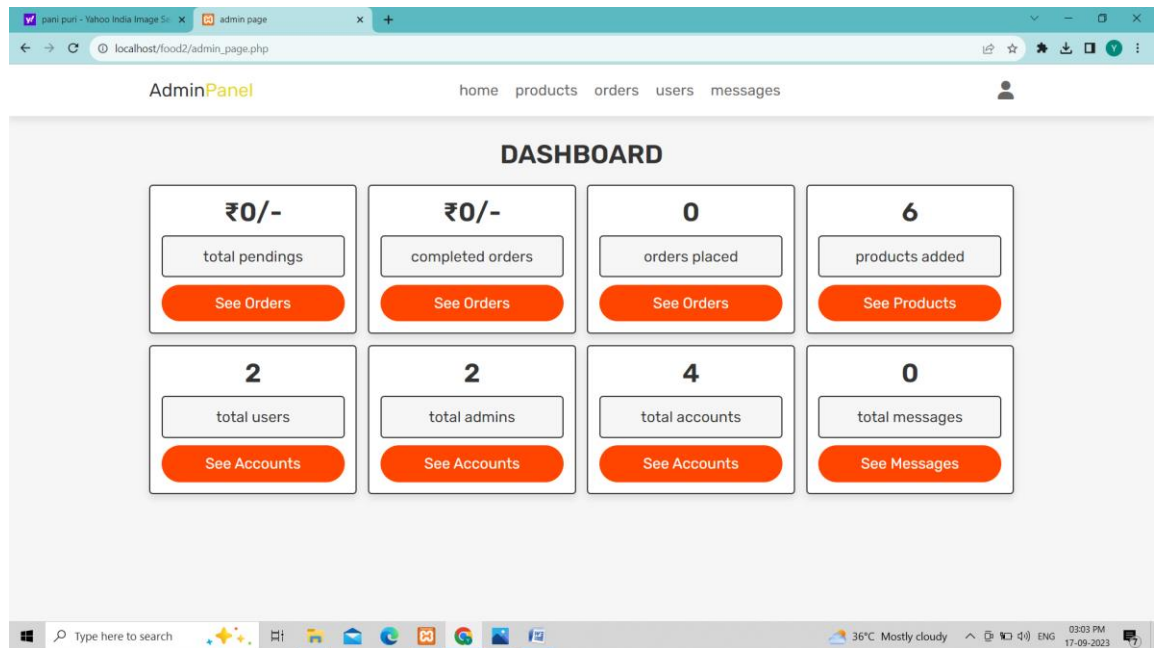 pani puri - Yahoo India Image Se
admin page
localhost/food2/admin_page.php
Y
AdminPanel
home products orders users messages
DASHBOARD
₹0/- ₹0/- 0 6
total pendings completed orders orders placed products added
See Orders See Orders See Orders See Products
2 2 4 0
total users total admins total accounts total messages
See Accounts See Accounts See Accounts See Messages
Type here to search
36°C Mostly cloudy
ENG
03:03 PM
17-09-2023
7